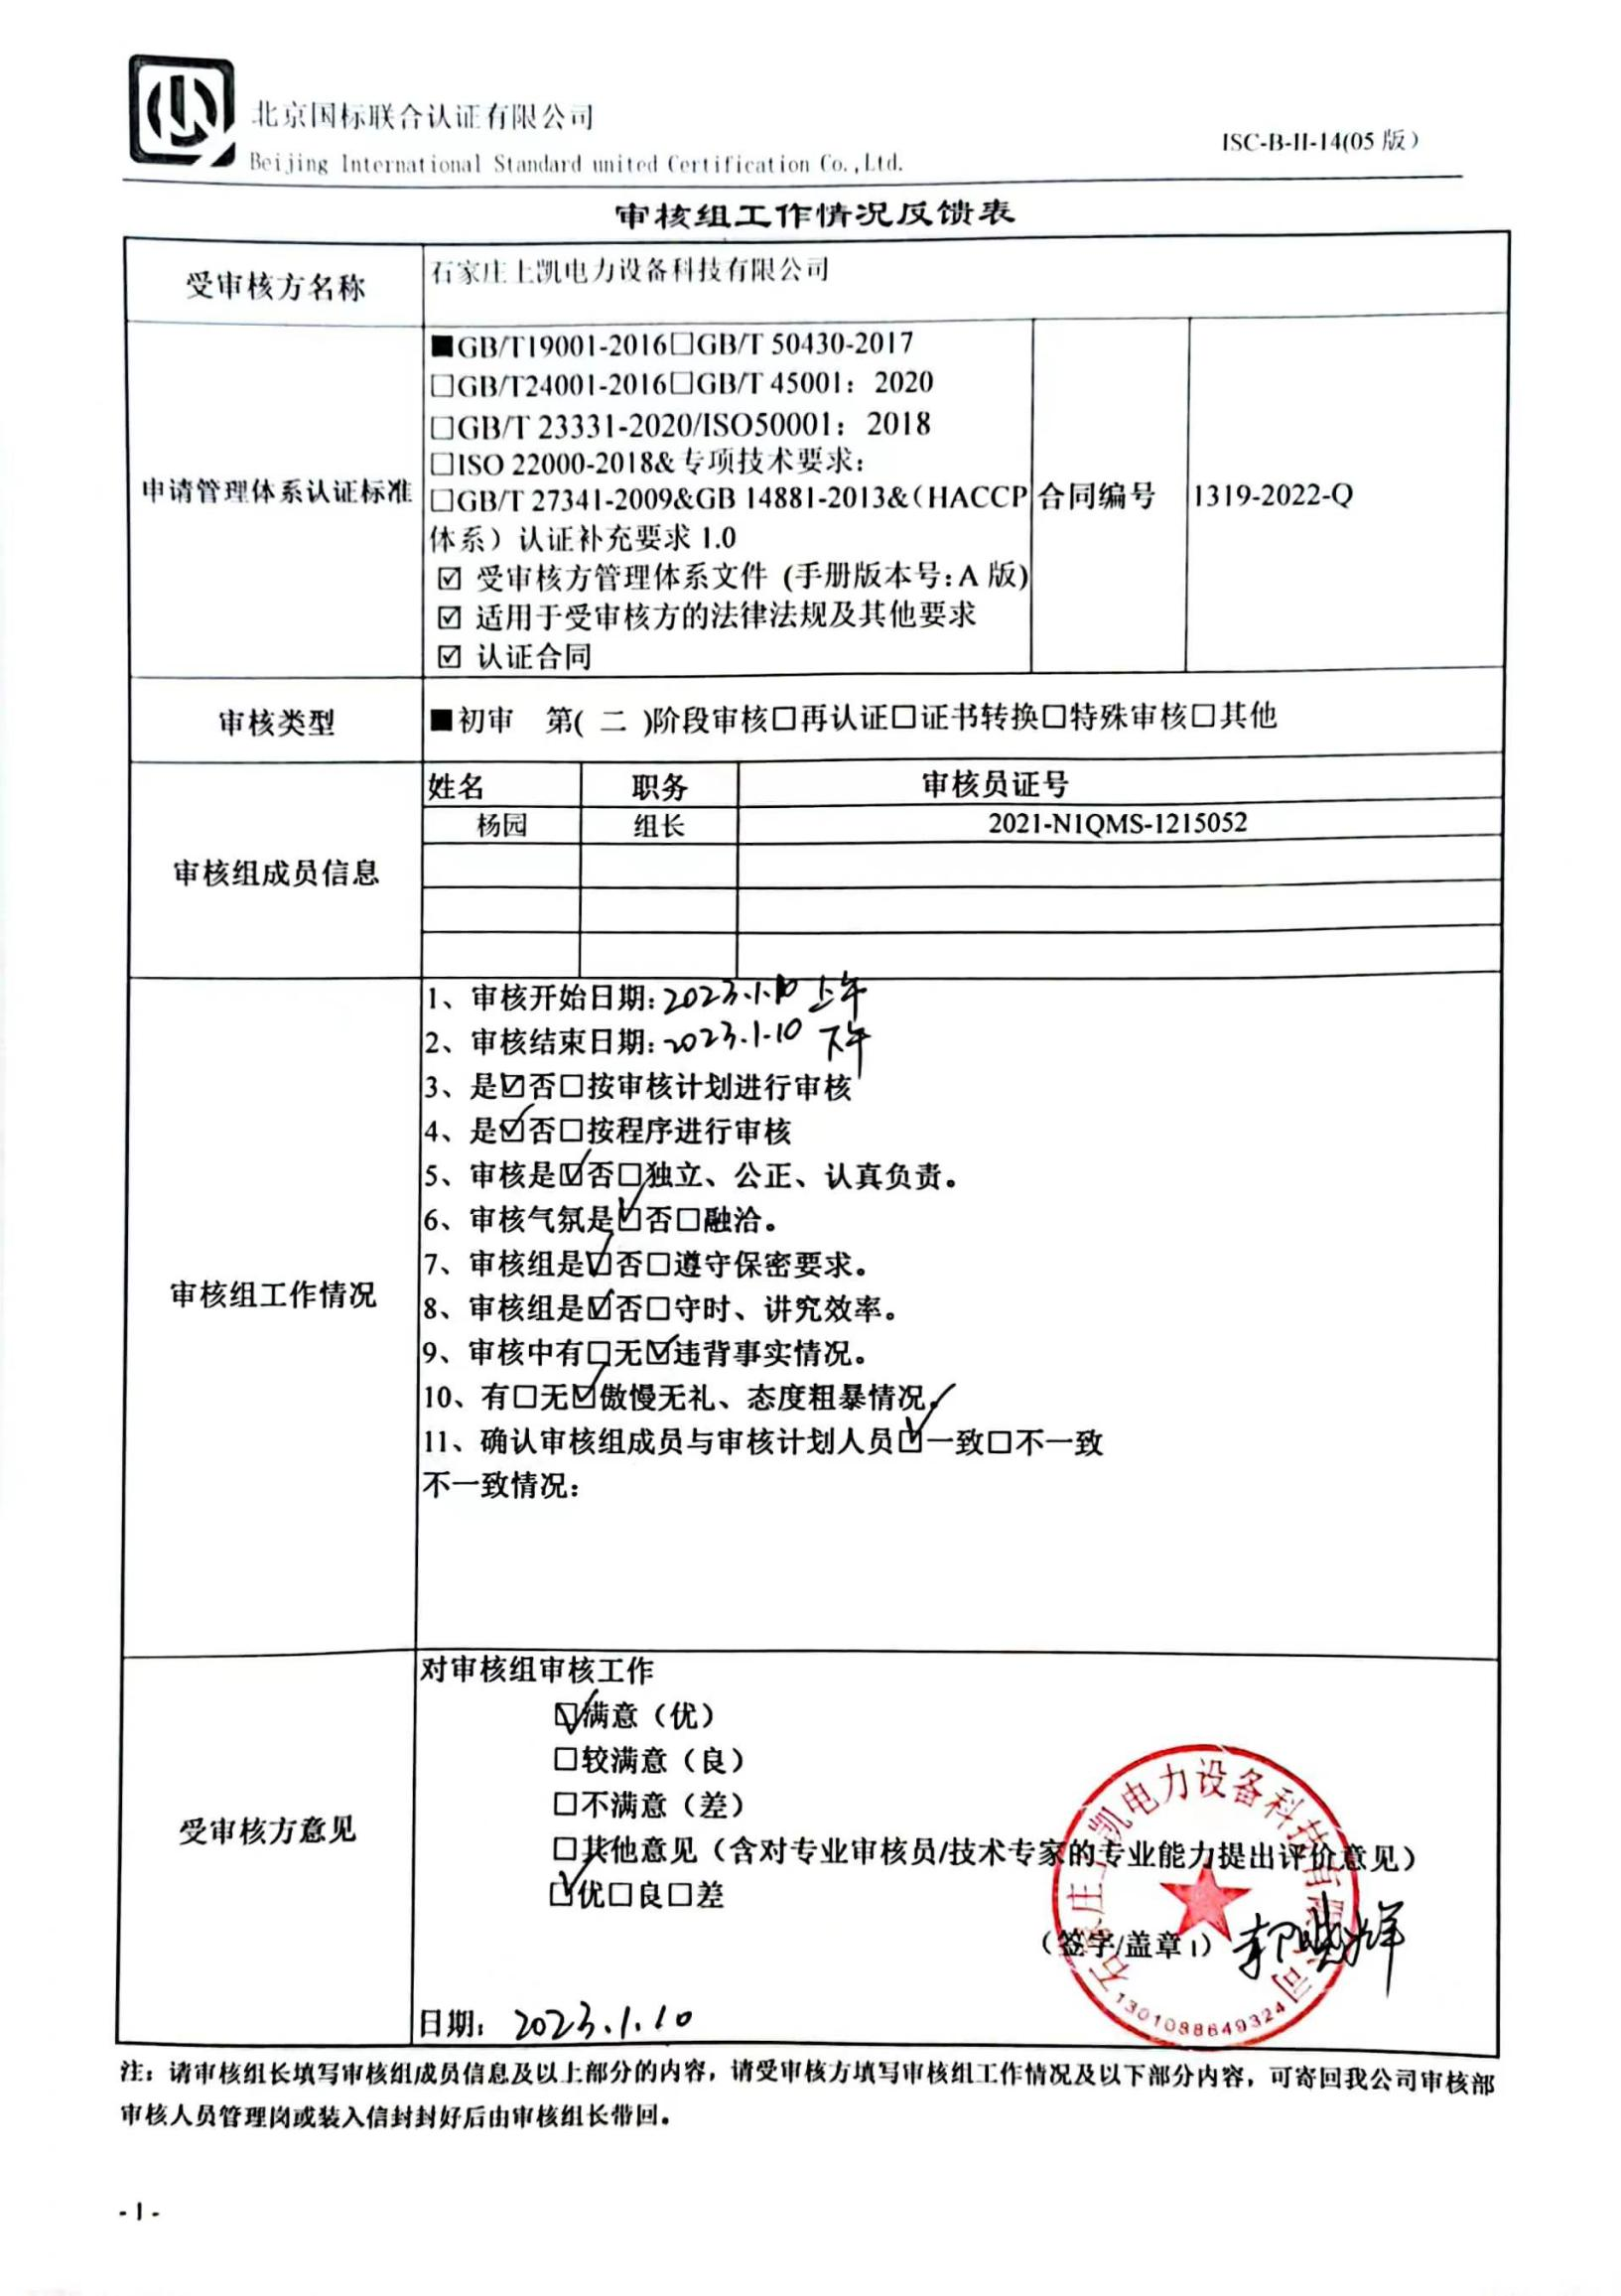 北京国标联合认证有限公司
Beijing International Standard united Certification Co.,Ltd.
ISC-B-II-14(05 版)
审核组工作情况反馈表
受审核方名称
石家庄上凯电力设备科技有限公司
申请管理体系认证标准
■GB/T19001-2016□GB/T 50430-2017
□GB/T24001-2016□GB/T 45001：2020
□GB/T 23331-2020/ISO50001：2018
□ISO 22000-2018&专项技术要求：
□GB/T 27341-2009&GB 14881-2013&（HACCP
体系）认证补充要求 1.0
☑ 受审核方管理体系文件 (手册版本号:A 版)
☑ 适用于受审核方的法律法规及其他要求
☑ 认证合同
合同编号
1319-2022-Q
审核类型
■初审 第( 二 )阶段审核□再认证□证书转换□特殊审核□其他
审核组成员信息
姓名 职务 审核员证号
杨园 组长 2021-N1QMS-1215052
审核组工作情况
1、审核开始日期：2023.1.10 上午
2、审核结束日期：2023.1.10 下午
3、是☑否□按审核计划进行审核
4、是☑否□按程序进行审核
5、审核是☑否□独立、公正、认真负责。
6、审核气氛是☑否□融洽。
7、审核组是☑否□遵守保密要求。
8、审核组是☑否□守时、讲究效率。
9、审核中有□无☑违背事实情况。
10、有□无☑傲慢无礼、态度粗暴情况。
11、确认审核组成员与审核计划人员☑一致□不一致
不一致情况：
受审核方意见
对审核组审核工作
☑满意（优）
□较满意（良）
□不满意（差）
□其他意见（含对专业审核员/技术专家的专业能力提出评价意见）
☑优□良□差
（签字/盖章）
石家庄上凯电力设备科技有限公司
1301088649324
日期：2023.1.10
注：请审核组长填写审核组成员信息及以上部分的内容，请受审核方填写审核组工作情况及以下部分内容，可寄回我公司审核部
审核人员管理岗或装入信封封好后由审核组长带回。
- 1 -